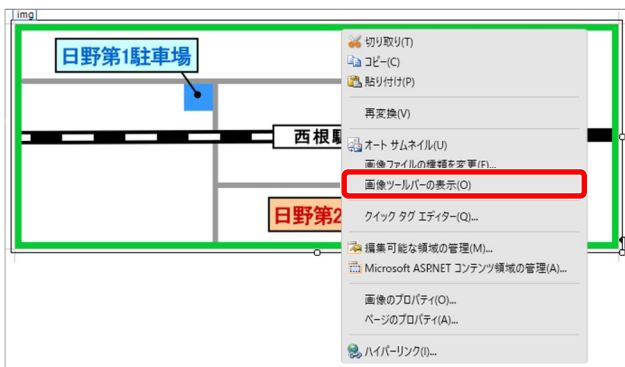 img
日野第1駐車場
西根駅
日野第2
切り取り(T)
コピー(C)
貼り付け(P)
再変換(V)
オート サムネイル(U)
画像ファイルの種類を変更(F)...
画像ツールバーの表示(O)
クイック タグ エディター(Q)...
編集可能な領域の管理(M)...
Microsoft ASP.NET コンテンツ領域の管理(A)...
画像のプロパティ(O)...
ページのプロパティ(A)...
ハイパーリンク(I)...